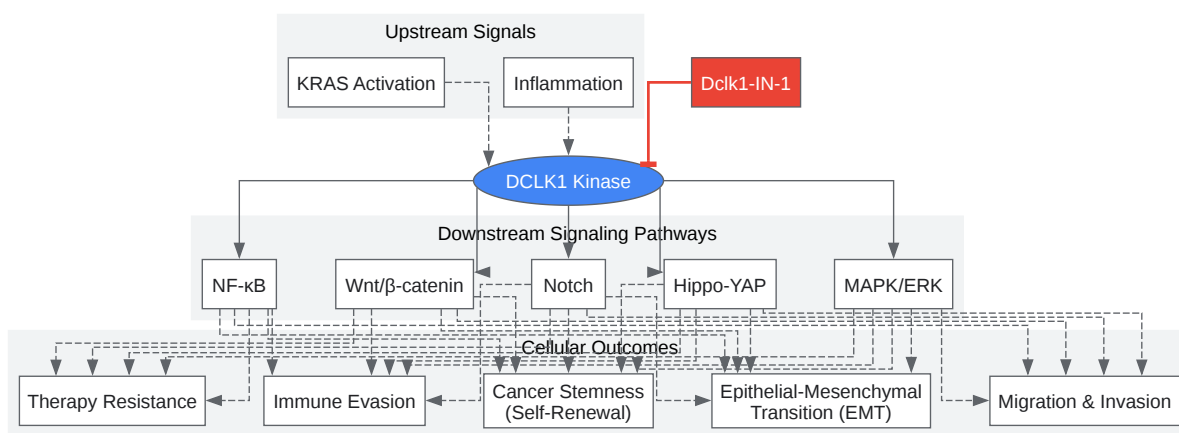 Upstream Signals
KRAS Activation
Inflammation
Dclk1-IN-1
DCLK1 Kinase
Downstream Signaling Pathways
NF-κB
Wnt/β-catenin
Notch
Hippo-YAP
MAPK/ERK
Cellular Outcomes
Therapy Resistance
Immune Evasion
Cancer Stemness
(Self-Renewal)
Epithelial-Mesenchymal
Transition (EMT)
Migration & Invasion